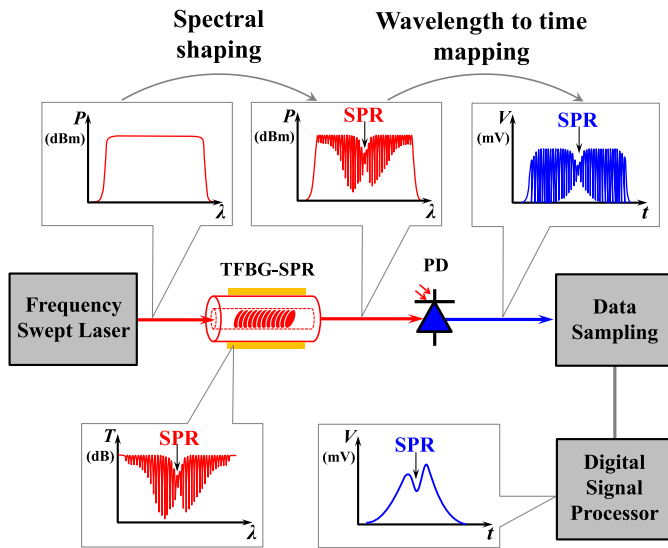 Spectral
shaping
Wavelength to time
mapping
P
(dBm)
λ
P
(dBm)
SPR
λ
V
(mV)
SPR
t
TFBG-SPR
PD
Frequency
Swept Laser
Data
Sampling
T
(dB)
SPR
λ
V
(mV)
SPR
t
Digital
Signal
Processor